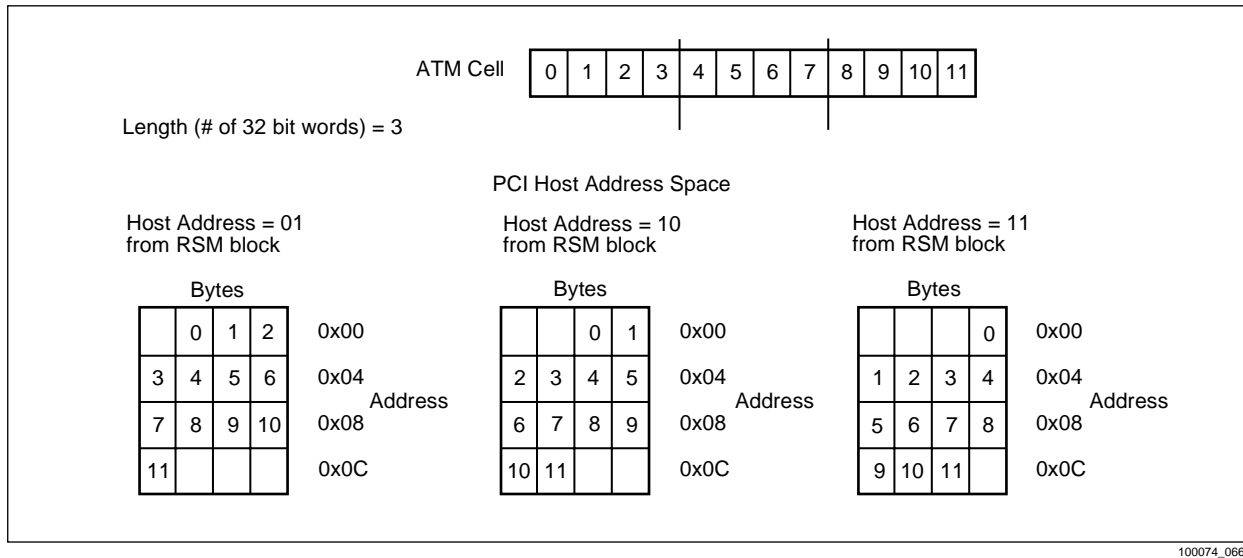 ATM Cell 0 1 2 3 4 5 6 7 8 9 10 11
Length (# of 32 bit words) = 3
PCI Host Address Space
Host Address = 01
from RSM block
Bytes
0 1 2 0x00
3 4 5 6 0x04
Address
7 8 9 10 0x08
11 0x0C
Host Address = 10
from RSM block
Bytes
0 1 0x00
2 3 4 5 0x04
Address
6 7 8 9 0x08
10 11 0x0C
Host Address = 11
from RSM block
Bytes
0 0x00
1 2 3 4 0x04
Address
5 6 7 8 0x08
9 10 11 0x0C
100074_066